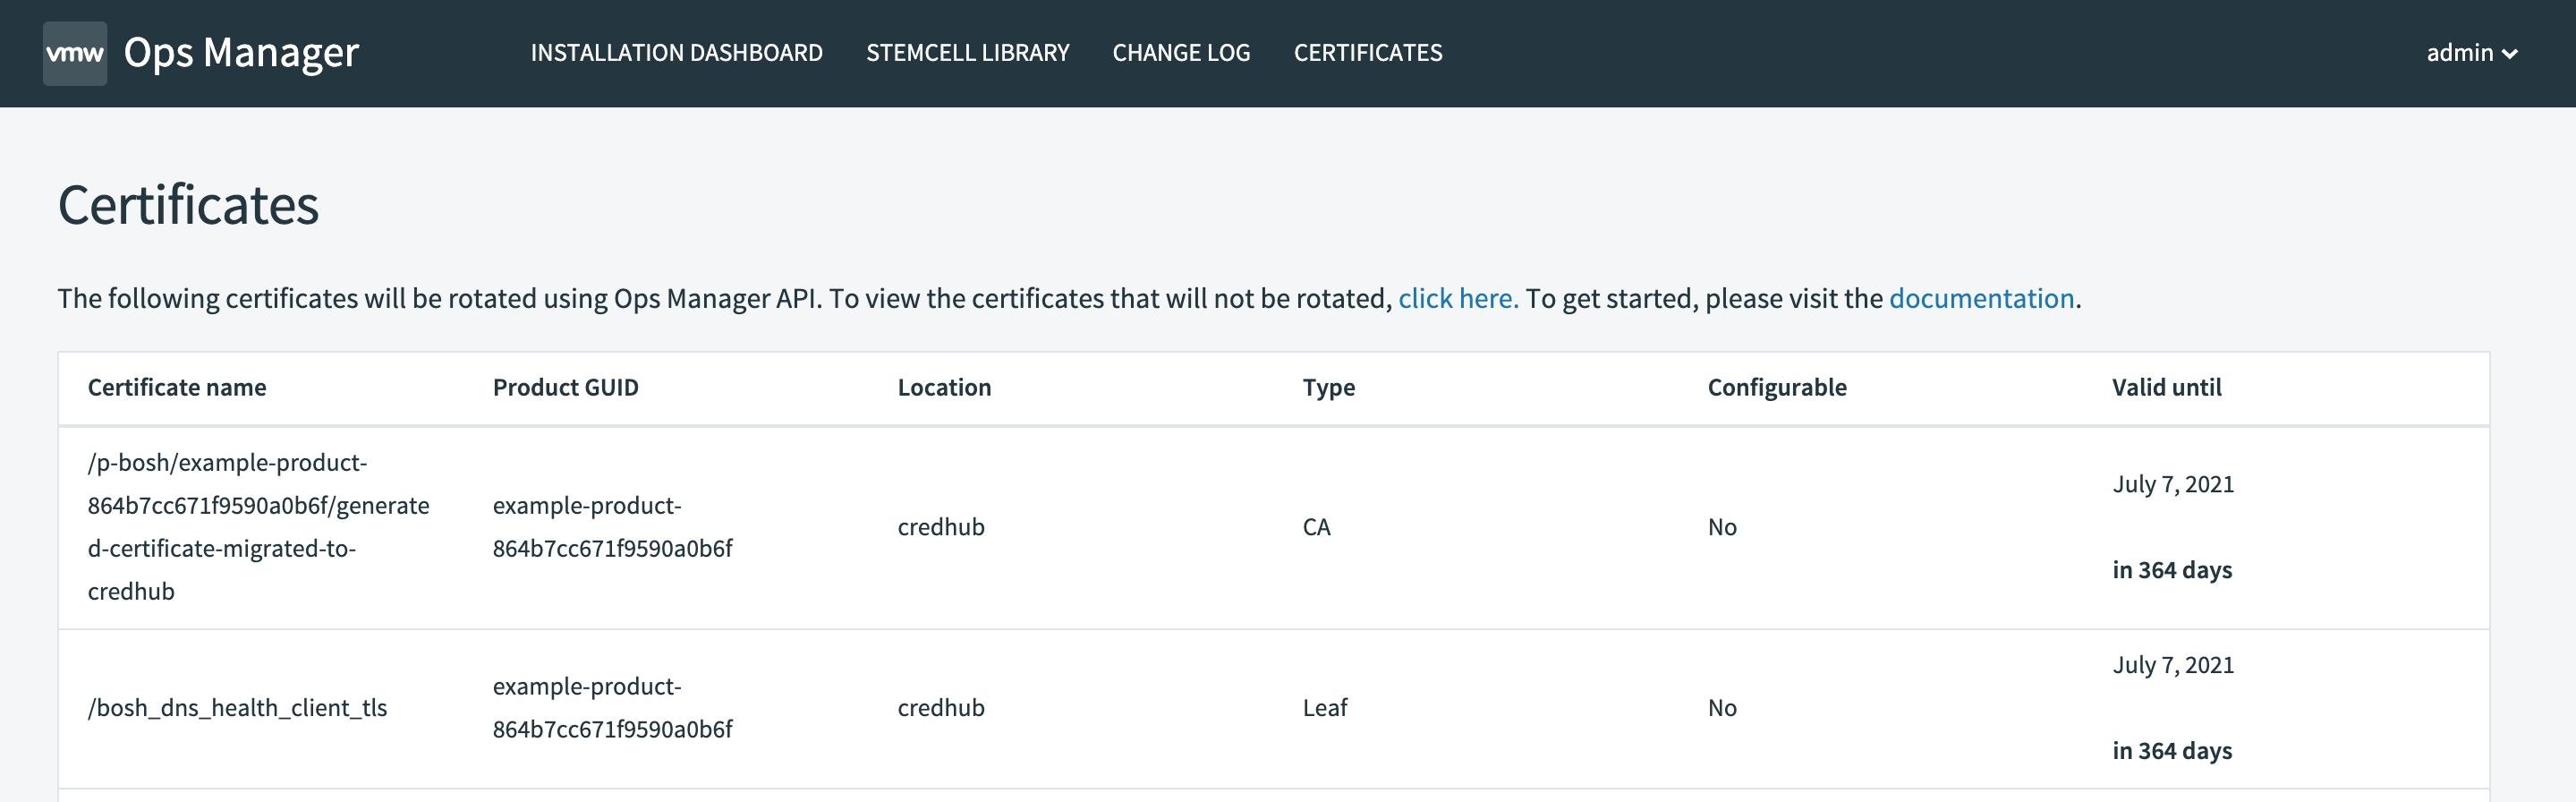 vmw Ops Manager INSTALLATION DASHBOARD STEMCELL LIBRARY CHANGE LOG CERTIFICATES admin
Certificates
The following certificates will be rotated using Ops Manager API. To view the certificates that will not be rotated, click here. To get started, please visit the documentation.
Certificate name Product GUID Location Type Configurable Valid until
/p-bosh/example-product-
864b7cc671f9590a0b6f/generate
d-certificate-migrated-to-
credhub
example-product-
864b7cc671f9590a0b6f
credhub
CA
No
July 7, 2021
in 364 days
/bosh_dns_health_client_tls
example-product-
864b7cc671f9590a0b6f
credhub
Leaf
No
July 7, 2021
in 364 days